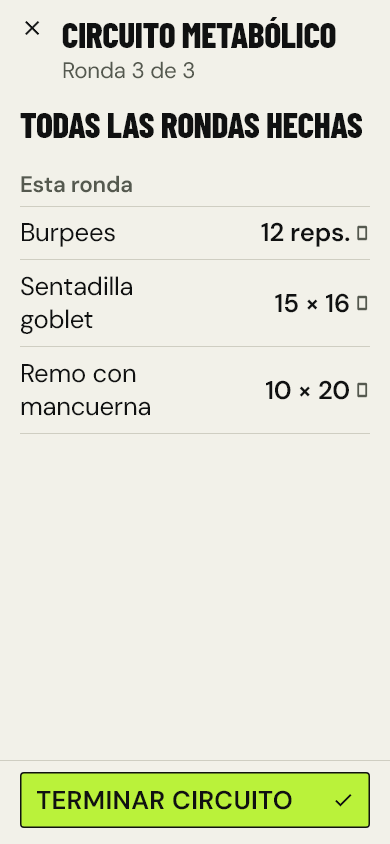 CIRCUITO METABÓLICO
Ronda 3 de 3
TODAS LAS RONDAS HECHAS
Esta ronda
Burpees 12 reps.
Sentadilla goblet 15 × 16
Remo con mancuerna 10 × 20
TERMINAR CIRCUITO